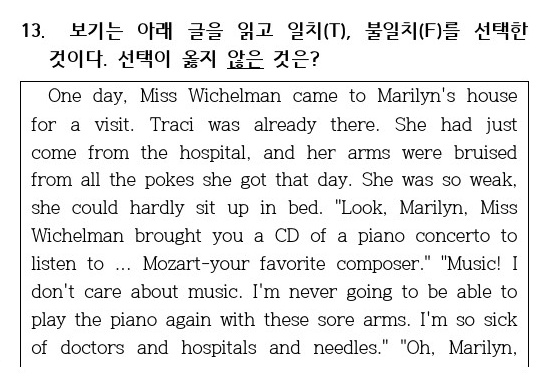 13. 보기는 아래 글을 읽고 일치(T), 불일치(F)를 선택한
것이다. 선택이 옳지 않은 것은?
One day, Miss Wichelman came to Marilyn's house
for a visit. Traci was already there. She had just
come from the hospital, and her arms were bruised
from all the pokes she got that day. She was so weak,
she could hardly sit up in bed. "Look, Marilyn, Miss
Wichelman brought you a CD of a piano concerto to
listen to ... Mozart-your favorite composer." "Music! I
don't care about music. I'm never going to be able to
play the piano again with these sore arms. I'm so sick
of doctors and hospitals and needles." "Oh, Marilyn,